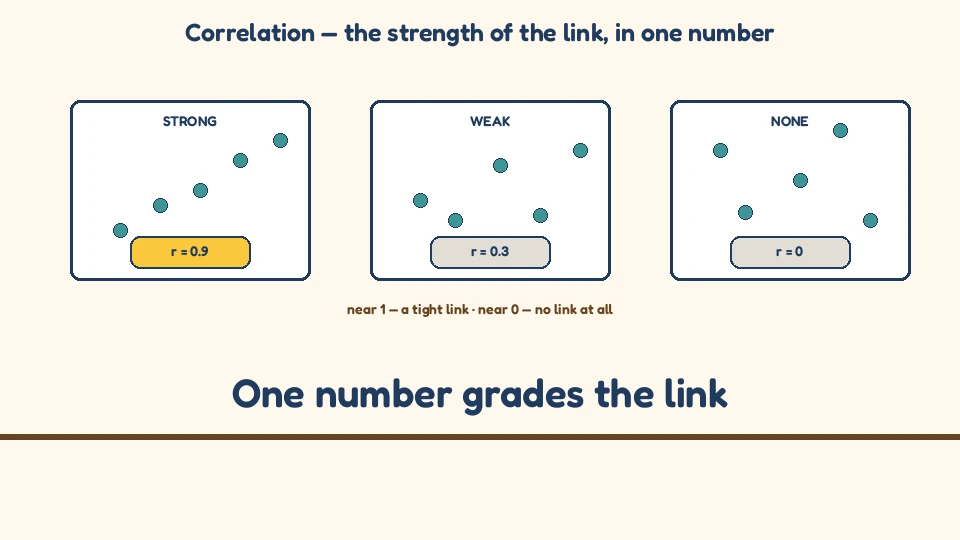 Correlation — the strength of the link, in one number
STRONG
WEAK
NONE
r = 0.9
r = 0.3
r = 0
near 1 — a tight link · near 0 — no link at all
One number grades the link